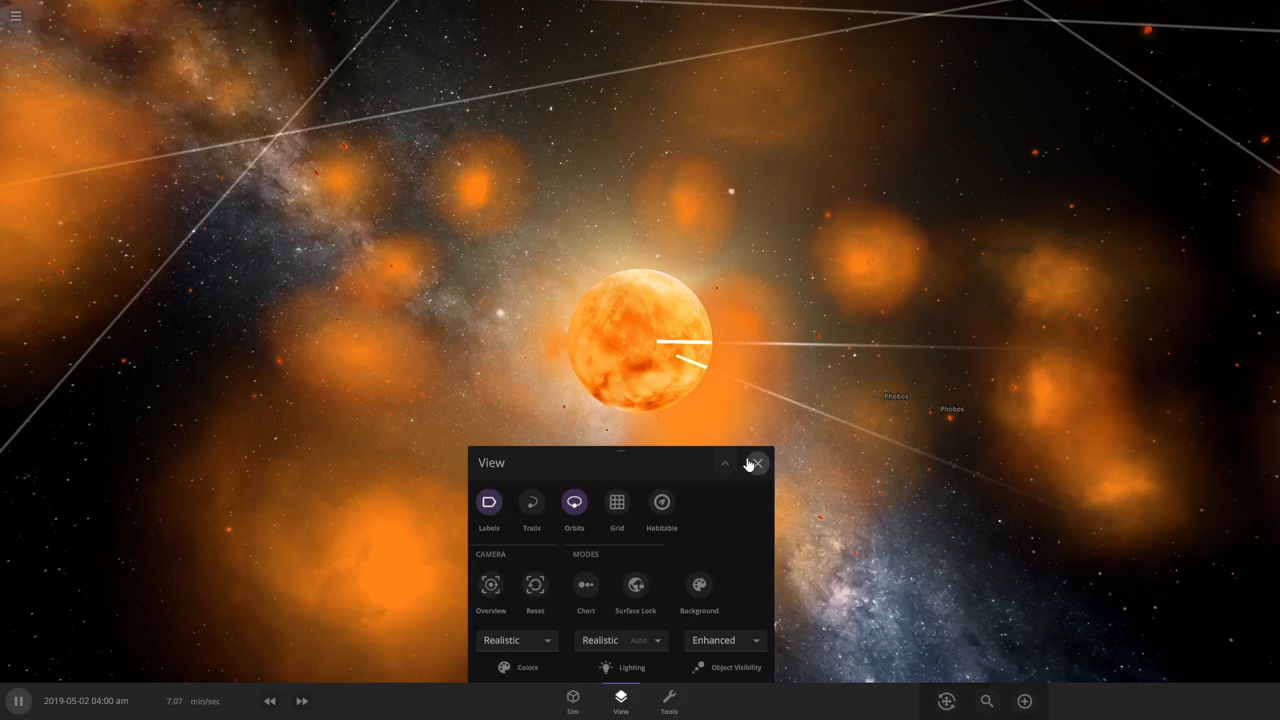 Phobos
Phobos
View
Labels Trails Orbits Grid Habitable
CAMERA MODES
Overview Reset Chart Surface Lock Background
Realistic Realistic Auto Enhanced
Colors Lighting Object Visibility
2019-05-02 04:00 am 7.07 min/sec Sim View Tools